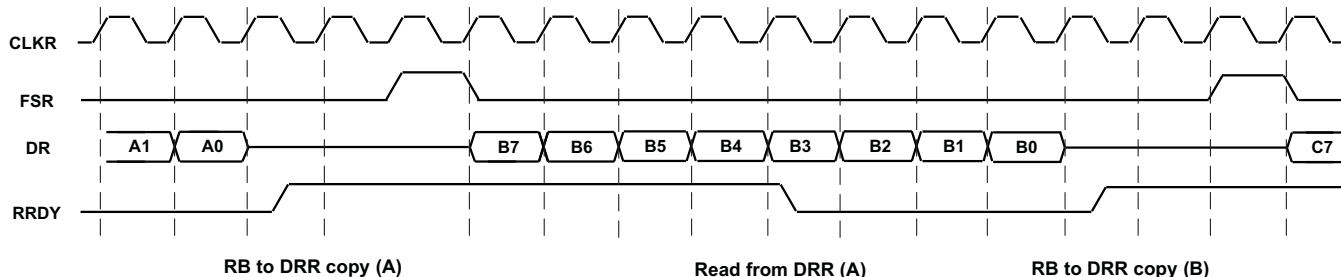 CLKR
FSR
DR A1 A0 B7 B6 B5 B4 B3 B2 B1 B0 C7
RRDY
RB to DRR copy (A) Read from DRR (A) RB to DRR copy (B)